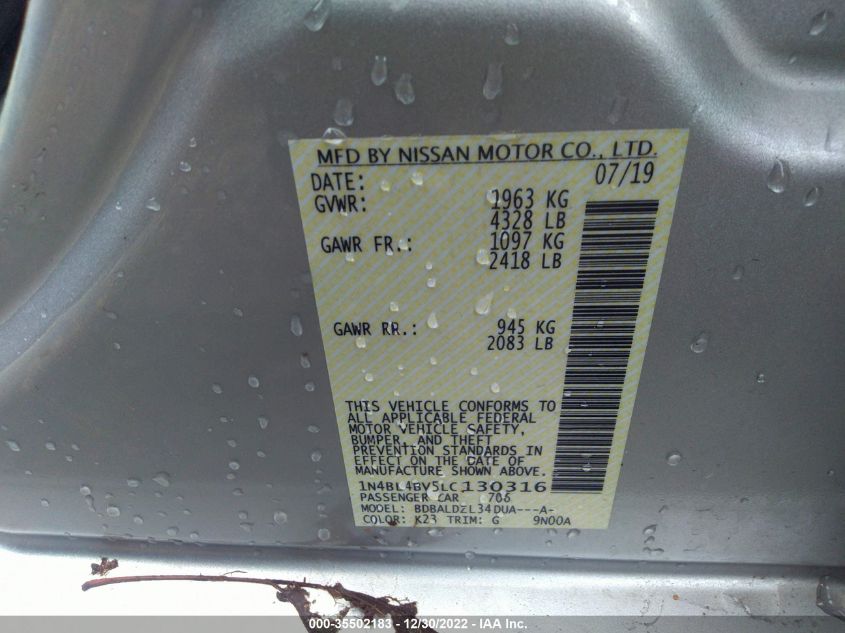 MFD BY NISSAN MOTOR CO., LTD.
DATE: 07/19
GVWR: 1963 KG
4328 LB
GAWR FR.: 1097 KG
2418 LB
GAWR RR.: 945 KG
2083 LB
THIS VEHICLE CONFORMS TO
ALL APPLICABLE FEDERAL
MOTOR VEHICLE SAFETY,
BUMPER, AND THEFT
PREVENTION STANDARDS IN
EFFECT ON THE DATE OF
MANUFACTURE SHOWN ABOVE.
1N4BL4BV5LC130316
PASSENGER CAR 706
MODEL: BDBALDZL34DUA---A-
COLOR: K23 TRIM: G 9N00A
000-35502183 - 12/30/2022 - IAA Inc.